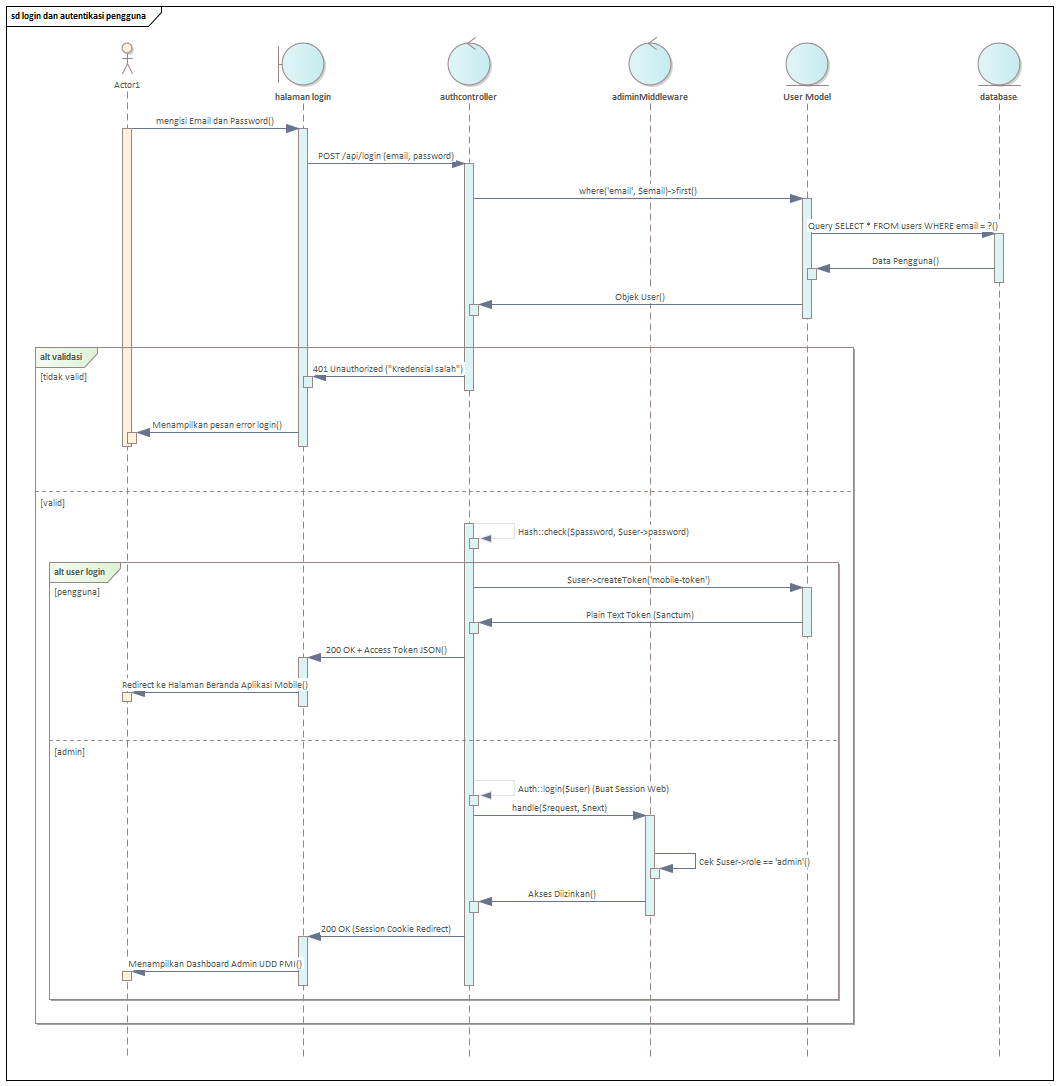 sd login dan autentikasi pengguna
Actor1
halaman login
authcontroller
adiminMiddleware
User Model
database
mengisi Email dan Password()
POST /api/login (email, password)
where('email', $email)->first()
Query SELECT * FROM users WHERE email = ?()
Data Pengguna()
Objek User()
alt validasi
[tidak valid]
401 Unauthorized ("Kredensial salah")
Menampilkan pesan error login()
[valid]
Hash::check($password, $user->password)
alt user login
[pengguna]
$user->createToken('mobile-token')
Plain Text Token (Sanctum)
200 OK + Access Token JSON()
Redirect ke Halaman Beranda Aplikasi Mobile()
[admin]
Auth::login($user) (Buat Session Web)
handle($request, $next)
Cek $user->role == 'admin'()
Akses Diizinkan()
200 OK (Session Cookie Redirect)
Menampilkan Dashboard Admin UDD PMI()